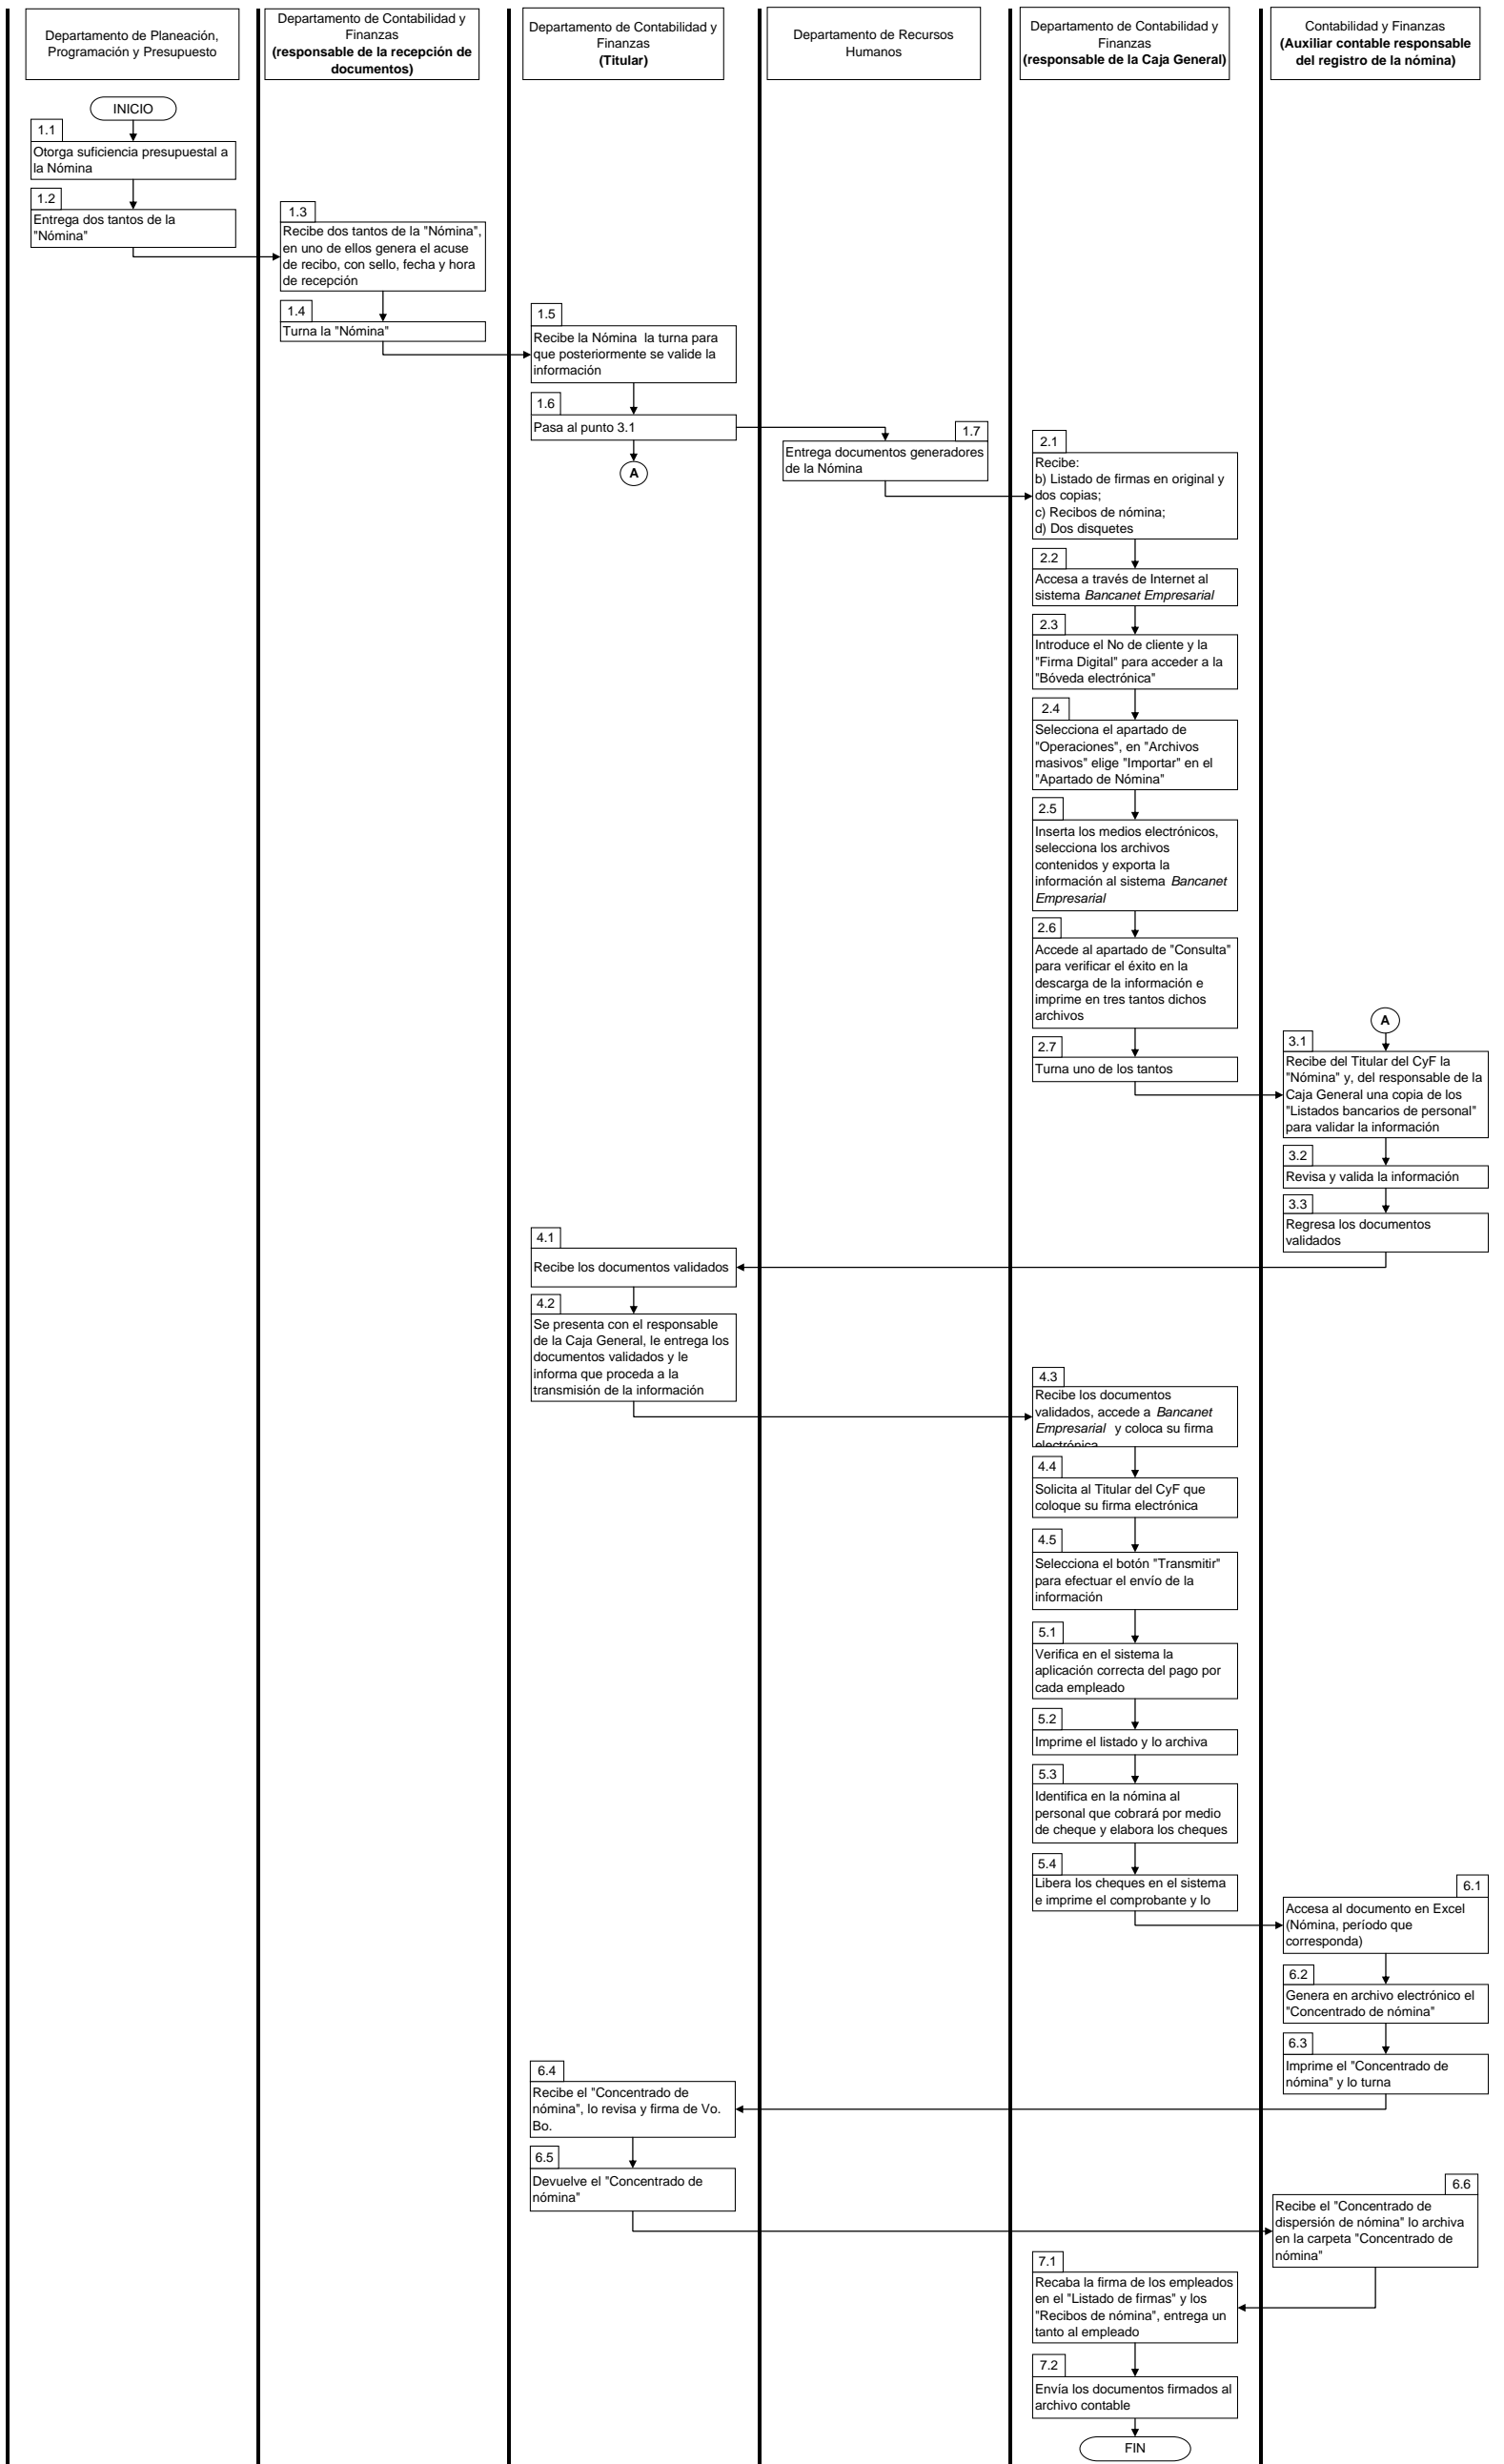 Departamento de Planeación,
Programación y Presupuesto
Departamento de Contabilidad y
Finanzas
(responsable de la recepción de
documentos)
Departamento de Contabilidad y
Finanzas
(Titular)
Departamento de Recursos
Humanos
Departamento de Contabilidad y
Finanzas
(responsable de la Caja General)
Contabilidad y Finanzas
(Auxiliar contable responsable
del registro de la nómina)
INICIO
1.1
Otorga suficiencia presupuestal a
la Nómina
1.2
Entrega dos tantos de la
"Nómina"
1.3
Recibe dos tantos de la "Nómina",
en uno de ellos genera el acuse
de recibo, con sello, fecha y hora
de recepción
1.4
Turna la "Nómina"
1.5
Recibe la Nómina la turna para
que posteriormente se valide la
información
1.6
Pasa al punto 3.1
A
1.7
Entrega documentos generadores
de la Nómina
2.1
Recibe:
b) Listado de firmas en original y
dos copias;
c) Recibos de nómina;
d) Dos disquetes
2.2
Accesa a través de Internet al
sistema Bancanet Empresarial
2.3
Introduce el No de cliente y la
"Firma Digital" para acceder a la
"Bóveda electrónica"
2.4
Selecciona el apartado de
"Operaciones", en "Archivos
masivos" elige "Importar" en el
"Apartado de Nómina"
2.5
Inserta los medios electrónicos,
selecciona los archivos
contenidos y exporta la
información al sistema Bancanet
Empresarial
2.6
Accede al apartado de "Consulta"
para verificar el éxito en la
descarga de la información e
imprime en tres tantos dichos
archivos
2.7
Turna uno de los tantos
A
3.1
Recibe del Titular del CyF la
"Nómina" y, del responsable de la
Caja General una copia de los
"Listados bancarios de personal"
para validar la información
3.2
Revisa y valida la información
3.3
Regresa los documentos
validados
4.1
Recibe los documentos validados
4.2
Se presenta con el responsable
de la Caja General, le entrega los
documentos validados y le
informa que proceda a la
transmisión de la información
4.3
Recibe los documentos
validados, accede a Bancanet
Empresarial y coloca su firma
electrónica
4.4
Solicita al Titular del CyF que
coloque su firma electrónica
4.5
Selecciona el botón "Transmitir"
para efectuar el envío de la
información
5.1
Verifica en el sistema la
aplicación correcta del pago por
cada empleado
5.2
Imprime el listado y lo archiva
5.3
Identifica en la nómina al
personal que cobrará por medio
de cheque y elabora los cheques
5.4
Libera los cheques en el sistema
e imprime el comprobante y lo
6.1
Accesa al documento en Excel
(Nómina, período que
corresponda)
6.2
Genera en archivo electrónico el
"Concentrado de nómina"
6.3
Imprime el "Concentrado de
nómina" y lo turna
6.4
Recibe el "Concentrado de
nómina", lo revisa y firma de Vo.
Bo.
6.5
Devuelve el "Concentrado de
nómina"
6.6
Recibe el "Concentrado de
dispersión de nómina" lo archiva
en la carpeta "Concentrado de
nómina"
7.1
Recaba la firma de los empleados
en el "Listado de firmas" y los
"Recibos de nómina", entrega un
tanto al empleado
7.2
Envía los documentos firmados al
archivo contable
FIN